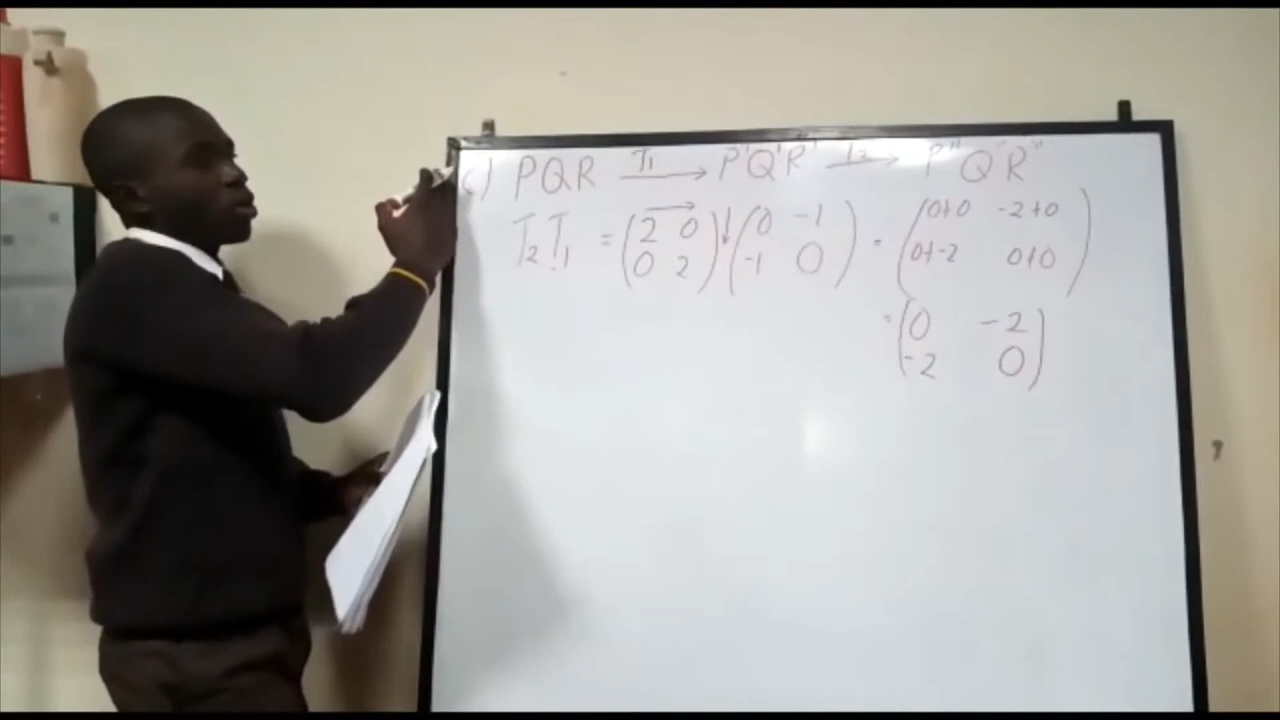 c) PQR T₁→ P'Q'R' T₂→ P"Q"R"
T₂T₁ = (2 0 (0 -1 = (0+0 -2+0
0 2) -1 0) 0+-2 0+0)
= (0 -2
-2 0)